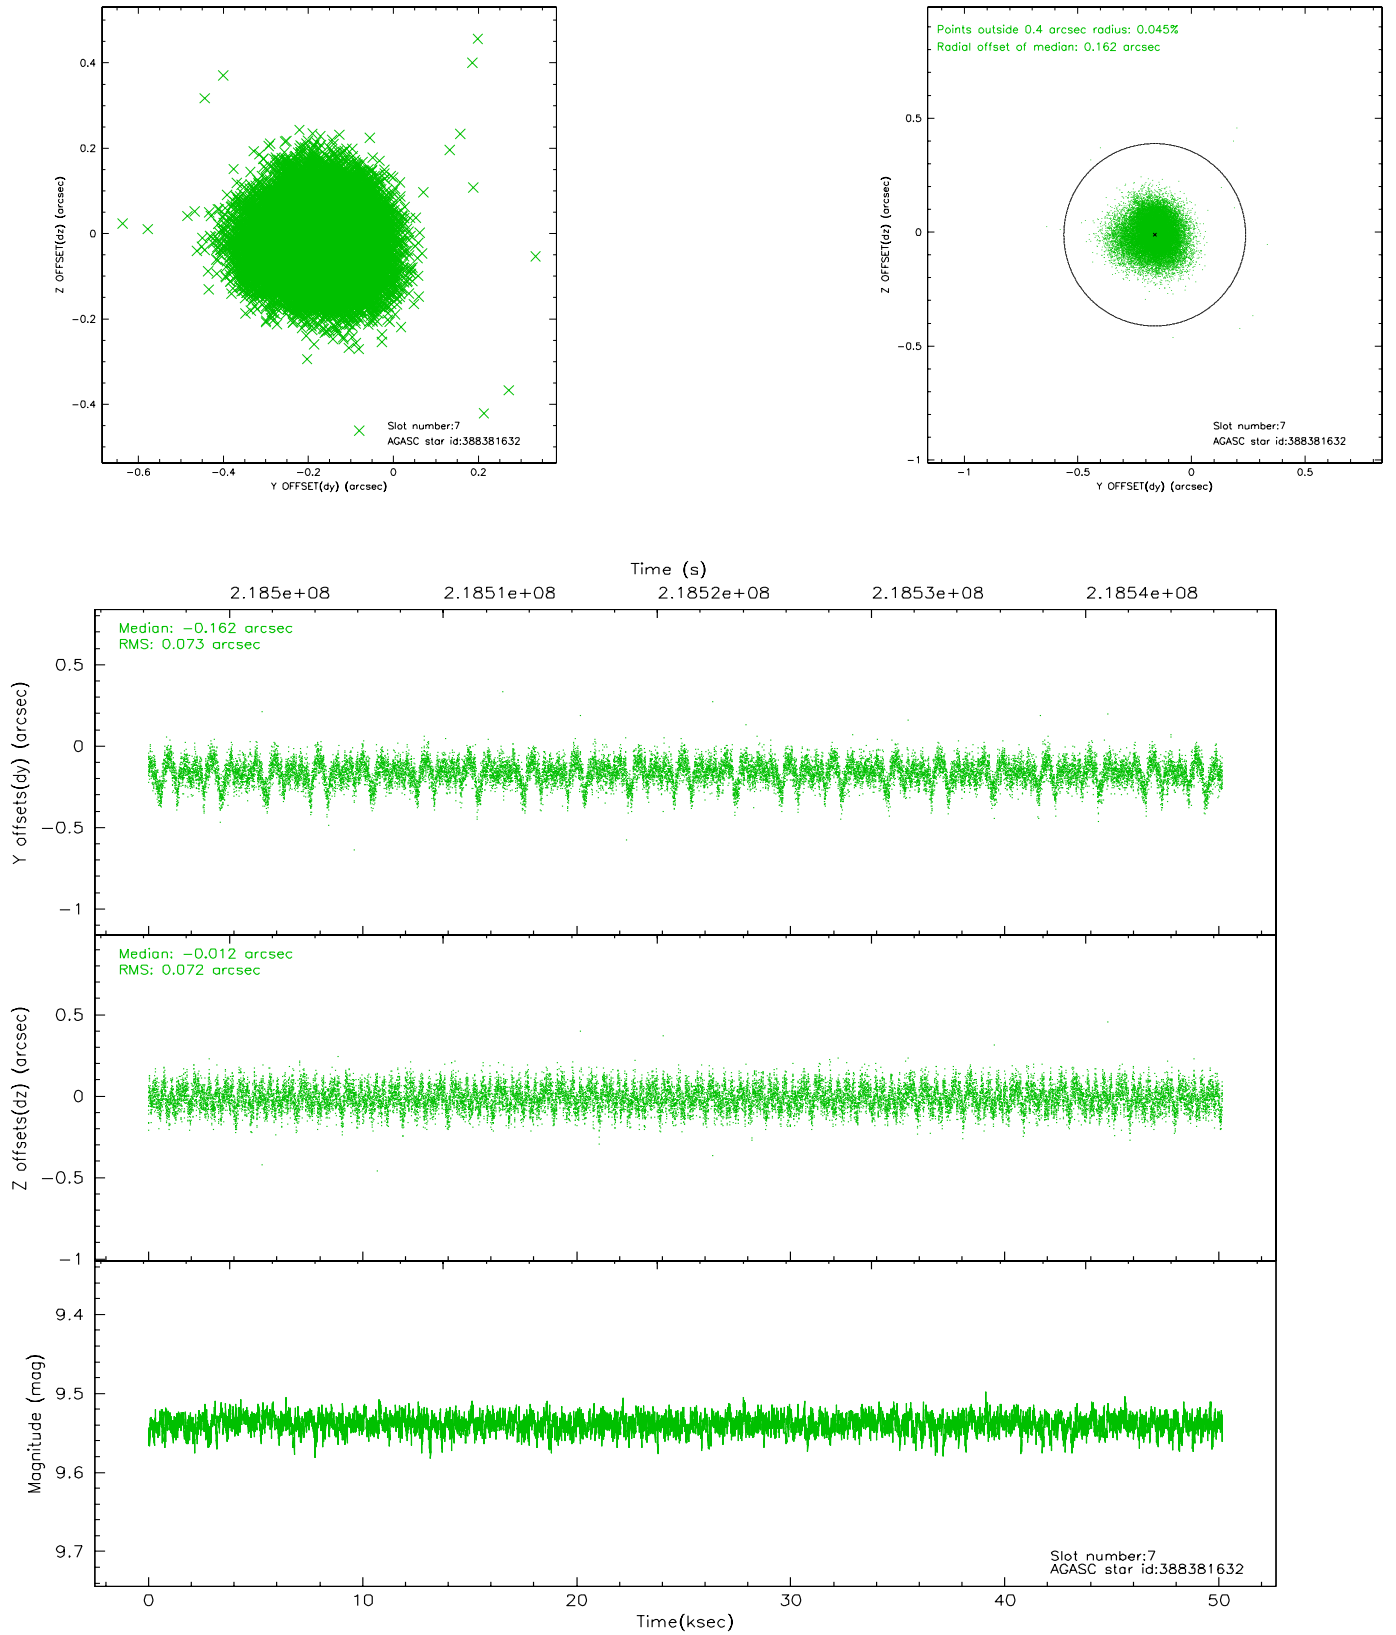 0.4
0.2
0
−0.2
−0.4
Z OFFSET(dz) (arcsec)
Slot number:7
AGASC star id:388381632
−0.6 −0.4 −0.2 0 0.2
Y OFFSET(dy) (arcsec)
Points outside 0.4 arcsec radius: 0.045%
Radial offset of median: 0.162 arcsec
0.5
0
−0.5
−1
Z OFFSET(dz) (arcsec)
Slot number:7
AGASC star id:388381632
−1 −0.5 0 0.5
Y OFFSET(dy) (arcsec)
Time (s)
2.185e+08 2.1851e+08 2.1852e+08 2.1853e+08 2.1854e+08
Median: −0.162 arcsec
RMS: 0.073 arcsec
0.5
0
−0.5
−1
Y offsets(dy) (arcsec)
Median: −0.012 arcsec
RMS: 0.072 arcsec
0.5
0
−0.5
−1
Z offsets(dz) (arcsec)
9.4
9.5
9.6
9.7
Magnitude (mag)
Slot number:7
AGASC star id:388381632
0 10 20 30 40 50
Time(ksec)